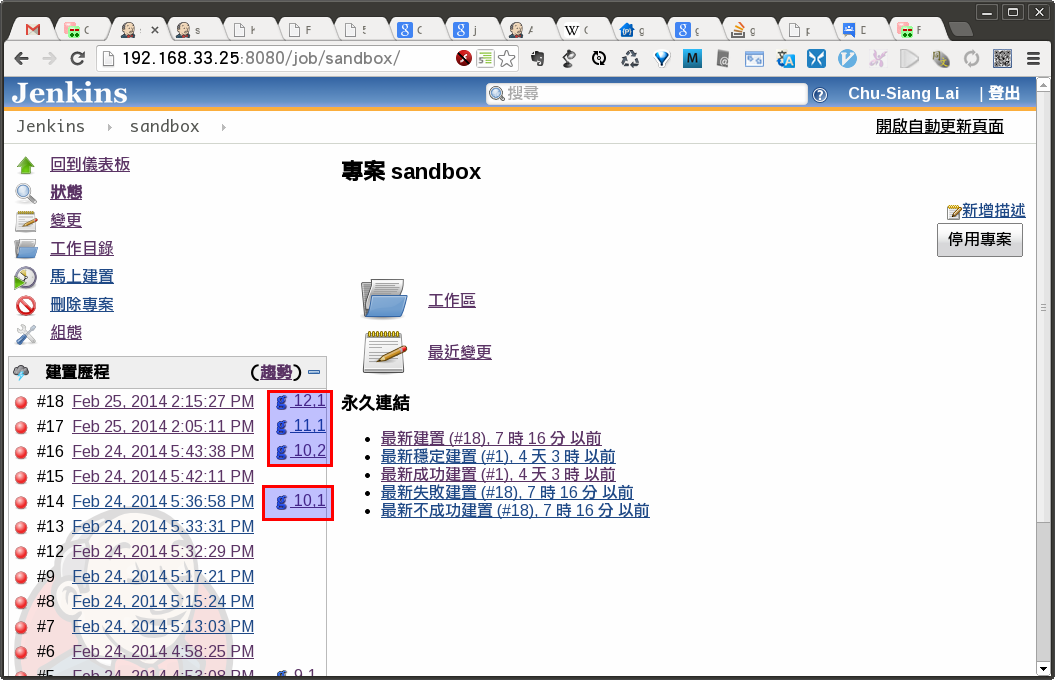 192.168.33.25:8080/job/sandbox/
Jenkins
搜尋
Chu-Siang Lai
| 登出
Jenkins
sandbox
開啟自動更新頁面
回到儀表板
狀態
變更
工作目錄
馬上建置
刪除專案
組態
專案 sandbox
新增描述
停用專案
工作區
最近變更
建置歷程 (趨勢)
#18 Feb 25, 2014 2:15:27 PM 12,1
#17 Feb 25, 2014 2:05:11 PM 11,1
#16 Feb 24, 2014 5:43:38 PM 10,2
#15 Feb 24, 2014 5:42:11 PM
#14 Feb 24, 2014 5:36:58 PM 10,1
#13 Feb 24, 2014 5:33:31 PM
#12 Feb 24, 2014 5:32:29 PM
#9 Feb 24, 2014 5:17:21 PM
#8 Feb 24, 2014 5:15:24 PM
#7 Feb 24, 2014 5:13:03 PM
#6 Feb 24, 2014 4:58:25 PM
#5 Feb 24, 2014 4:53:08 PM 9,1
永久連結
最新建置 (#18), 7 時 16 分 以前
最新穩定建置 (#1), 4 天 3 時 以前
最新成功建置 (#1), 4 天 3 時 以前
最新失敗建置 (#18), 7 時 16 分 以前
最新不成功建置 (#18), 7 時 16 分 以前